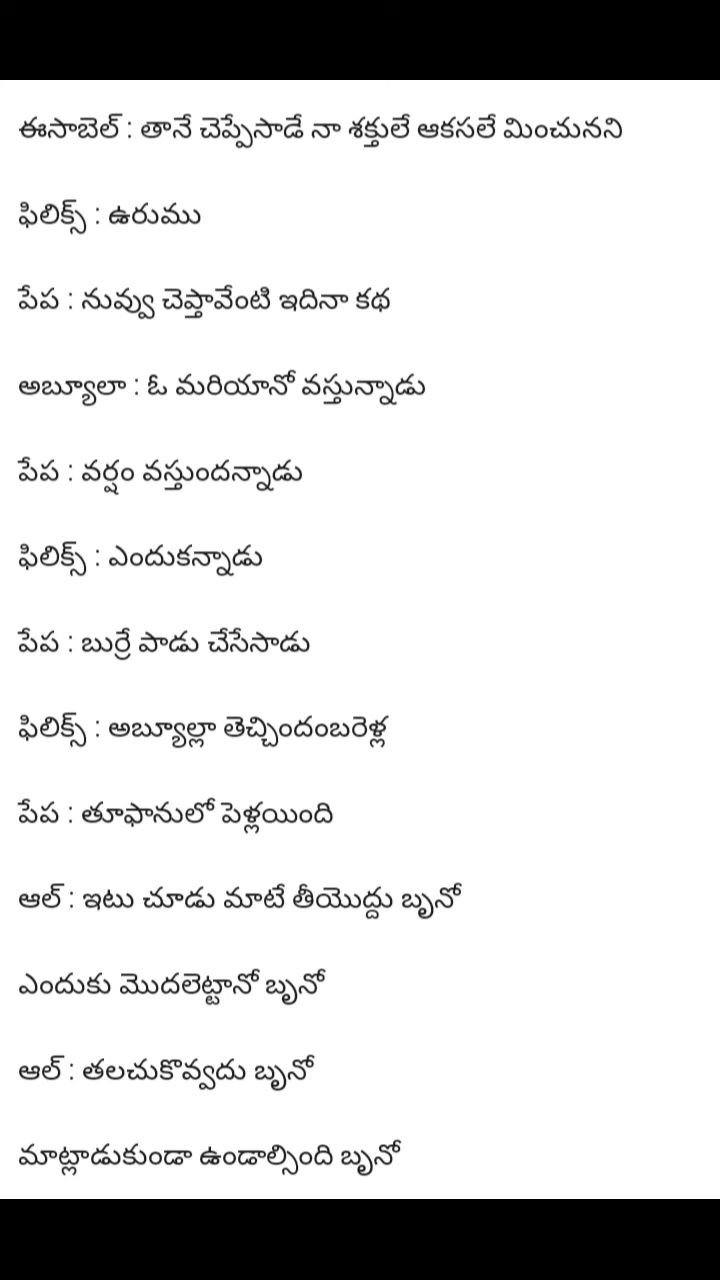 ఈసాబెల్ : తానే చెప్పేసాడే నా శక్తులే ఆకసలే మించునని
ఫిలిక్స్ : ఉరుము
పేప : నువ్వు చెప్తావేంటి ఇదినా కథ
అబ్యూలా : ఓ మరియానో వస్తున్నాడు
పేప : వర్షం వస్తుందన్నాడు
ఫిలిక్స్ : ఎందుకన్నాడు
పేప : బుర్రే పాడు చేసేసాడు
ఫిలిక్స్ : అబ్యూల్లా తెచ్చిందంబరెళ్ల
పేప : తూఫానులో పెళ్లయింది
ఆల్ : ఇటు చూడు మాటే తీయొద్దు బృనో
ఎందుకు మొదలెట్టానో బృనో
ఆల్ : తలచుకొవ్వదు బృనో
మాట్లాడుకుండా ఉండాల్సింది బృనో